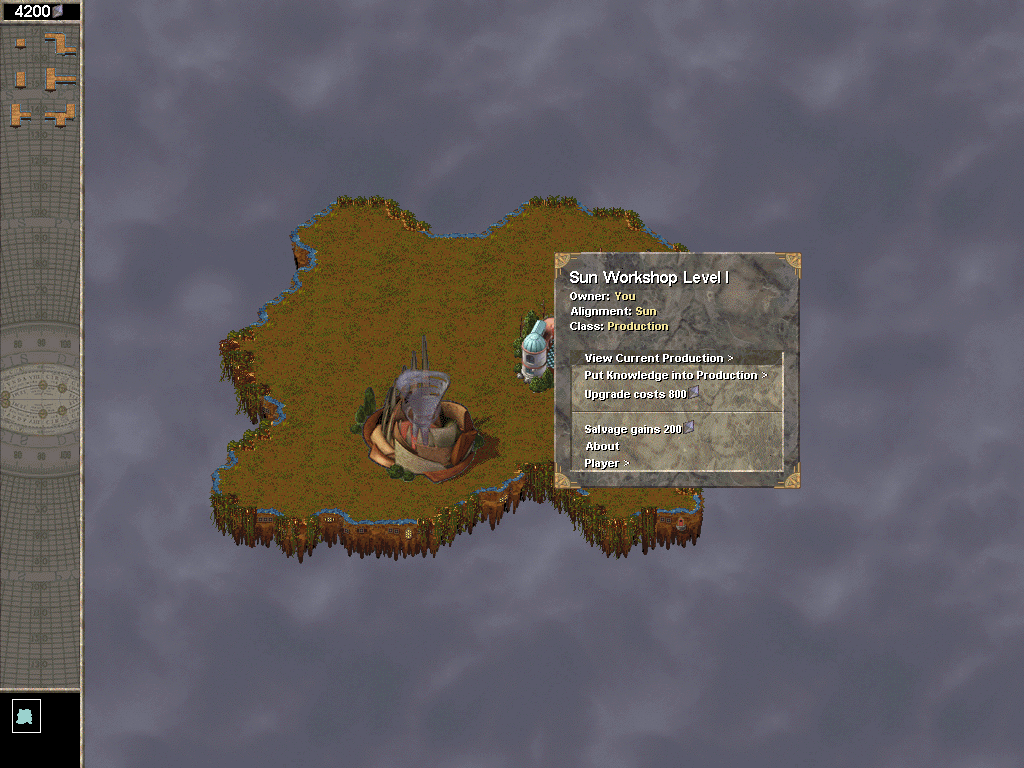 4200
Sun Workshop Level I
Owner: You
Alignment: Sun
Class: Production
View Current Production >
Put Knowledge into Production >
Upgrade costs 800
Salvage gains 200
About
Player >